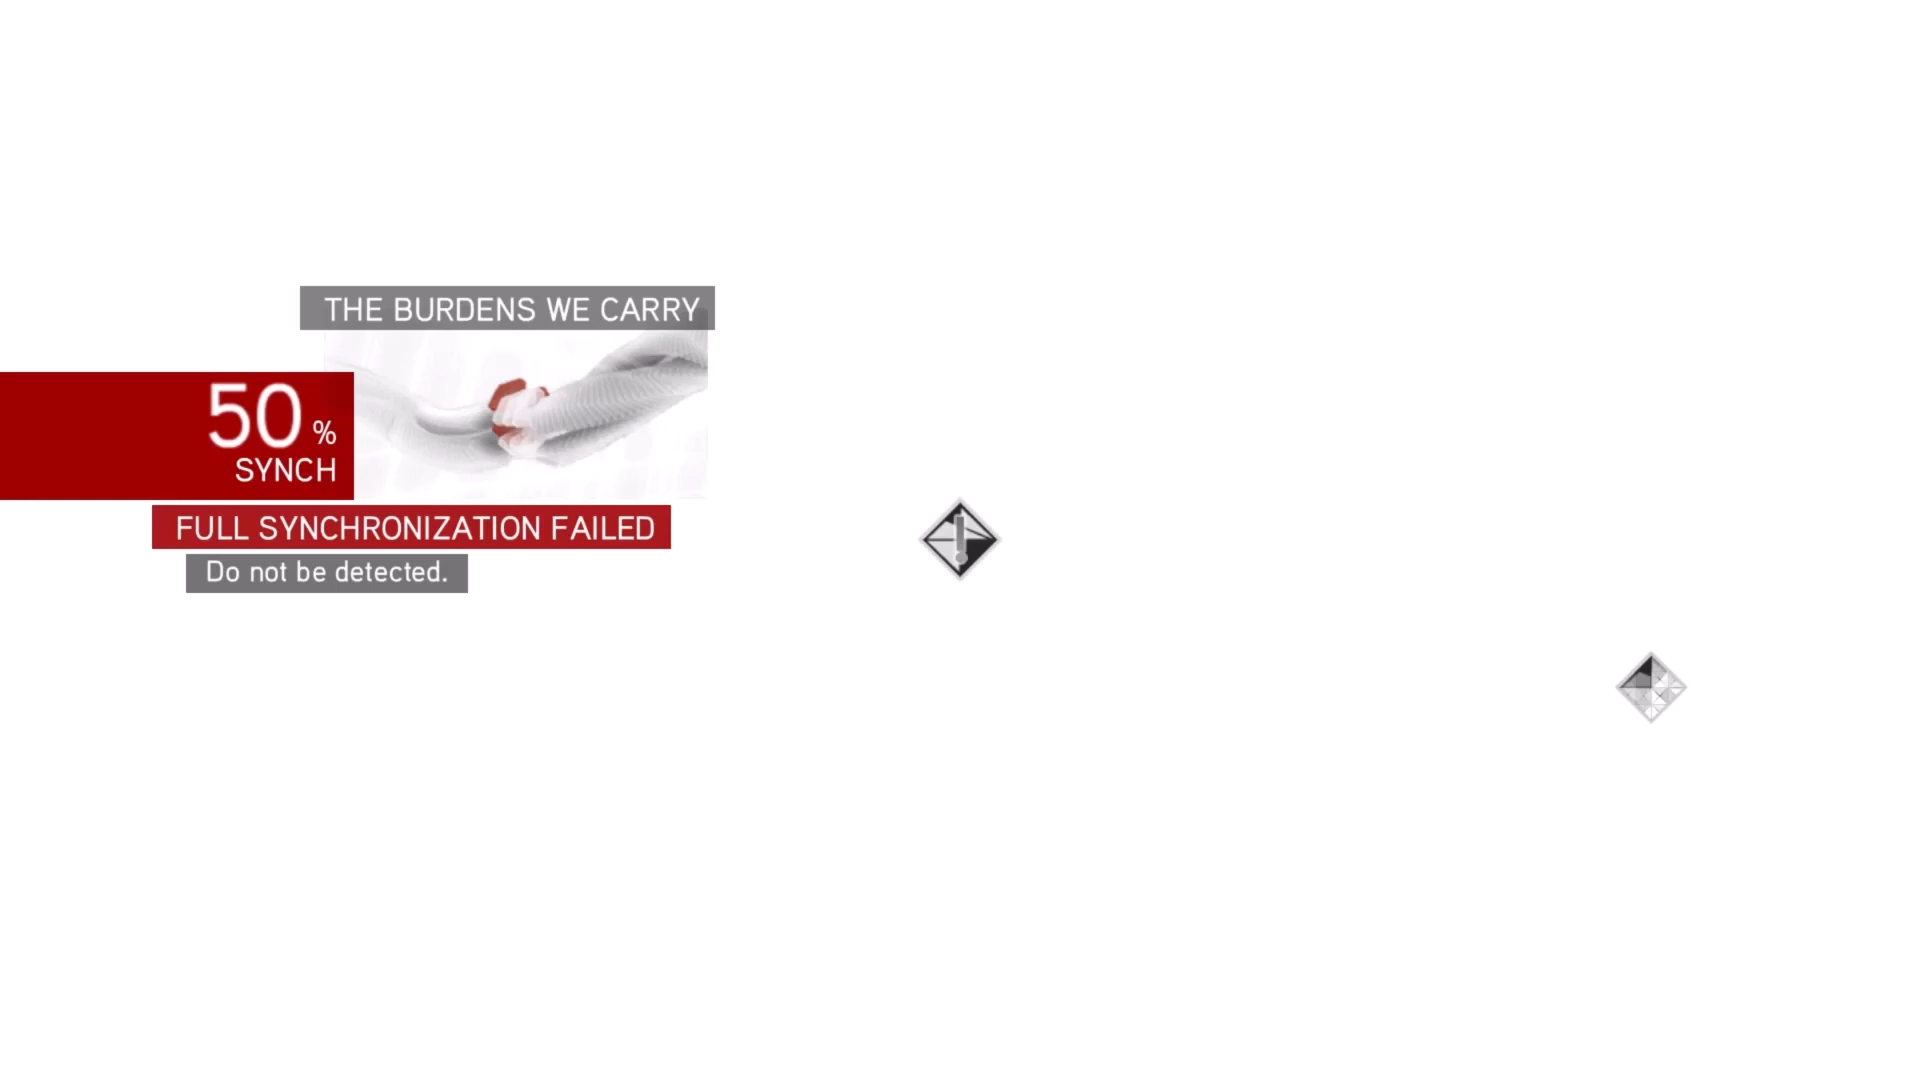 THE BURDENS WE CARRY
50 %
SYNCH
FULL SYNCHRONIZATION FAILED
Do not be detected.